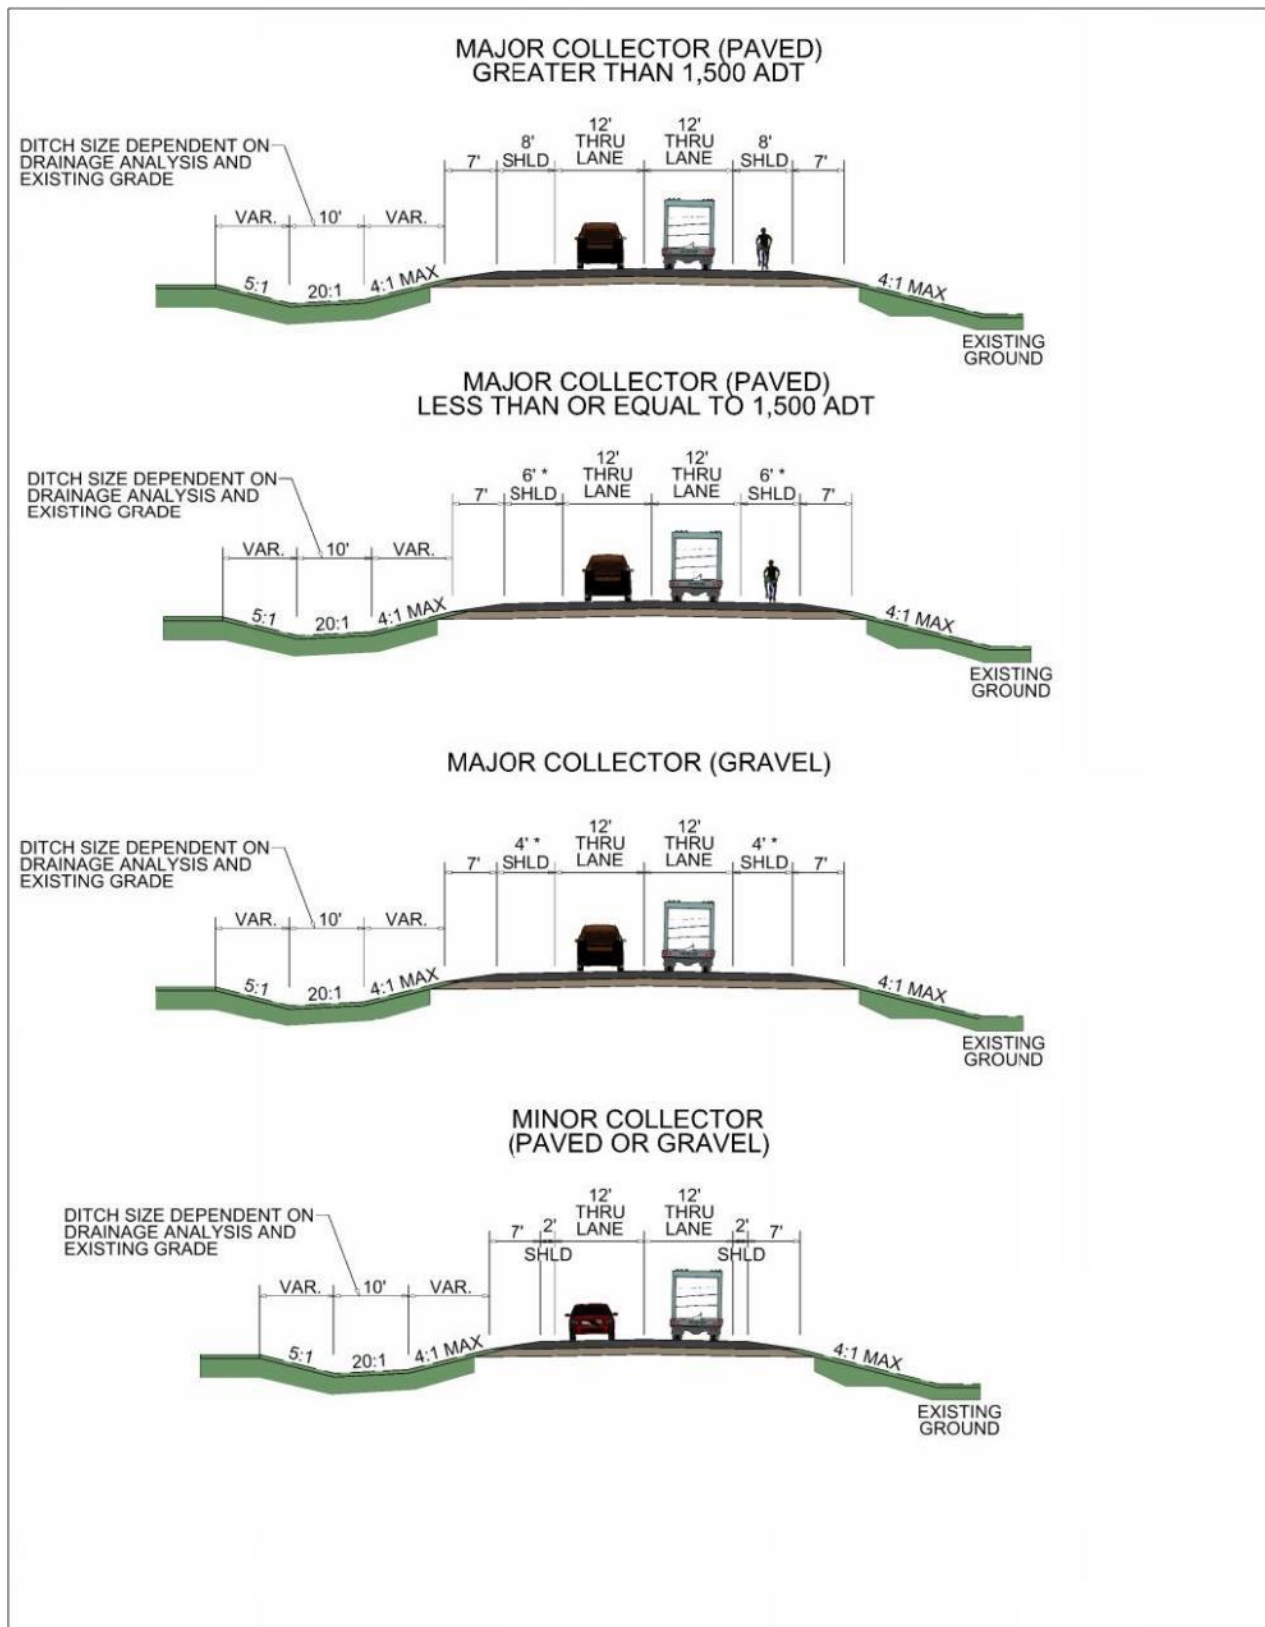 MAJOR COLLECTOR (PAVED)
GREATER THAN 1,500 ADT
DITCH SIZE DEPENDENT ON
DRAINAGE ANALYSIS AND
EXISTING GRADE
VAR.
10'
VAR.
7'
8'
SHLD
12'
THRU
LANE
12'
THRU
LANE
8'
SHLD
7'
5:1
20:1
4:1 MAX
4:1 MAX
EXISTING
GROUND
MAJOR COLLECTOR (PAVED)
LESS THAN OR EQUAL TO 1,500 ADT
DITCH SIZE DEPENDENT ON
DRAINAGE ANALYSIS AND
EXISTING GRADE
VAR.
10'
VAR.
7'
6' *
SHLD
12'
THRU
LANE
12'
THRU
LANE
6' *
SHLD
7'
5:1
20:1
4:1 MAX
4:1 MAX
EXISTING
GROUND
MAJOR COLLECTOR (GRAVEL)
DITCH SIZE DEPENDENT ON
DRAINAGE ANALYSIS AND
EXISTING GRADE
VAR.
10'
VAR.
7'
4' *
SHLD
12'
THRU
LANE
12'
THRU
LANE
4' *
SHLD
7'
5:1
20:1
4:1 MAX
4:1 MAX
EXISTING
GROUND
MINOR COLLECTOR
(PAVED OR GRAVEL)
DITCH SIZE DEPENDENT ON
DRAINAGE ANALYSIS AND
EXISTING GRADE
VAR.
10'
VAR.
7'
2'
SHLD
12'
THRU
LANE
12'
THRU
LANE
2'
SHLD
7'
5:1
20:1
4:1 MAX
4:1 MAX
EXISTING
GROUND